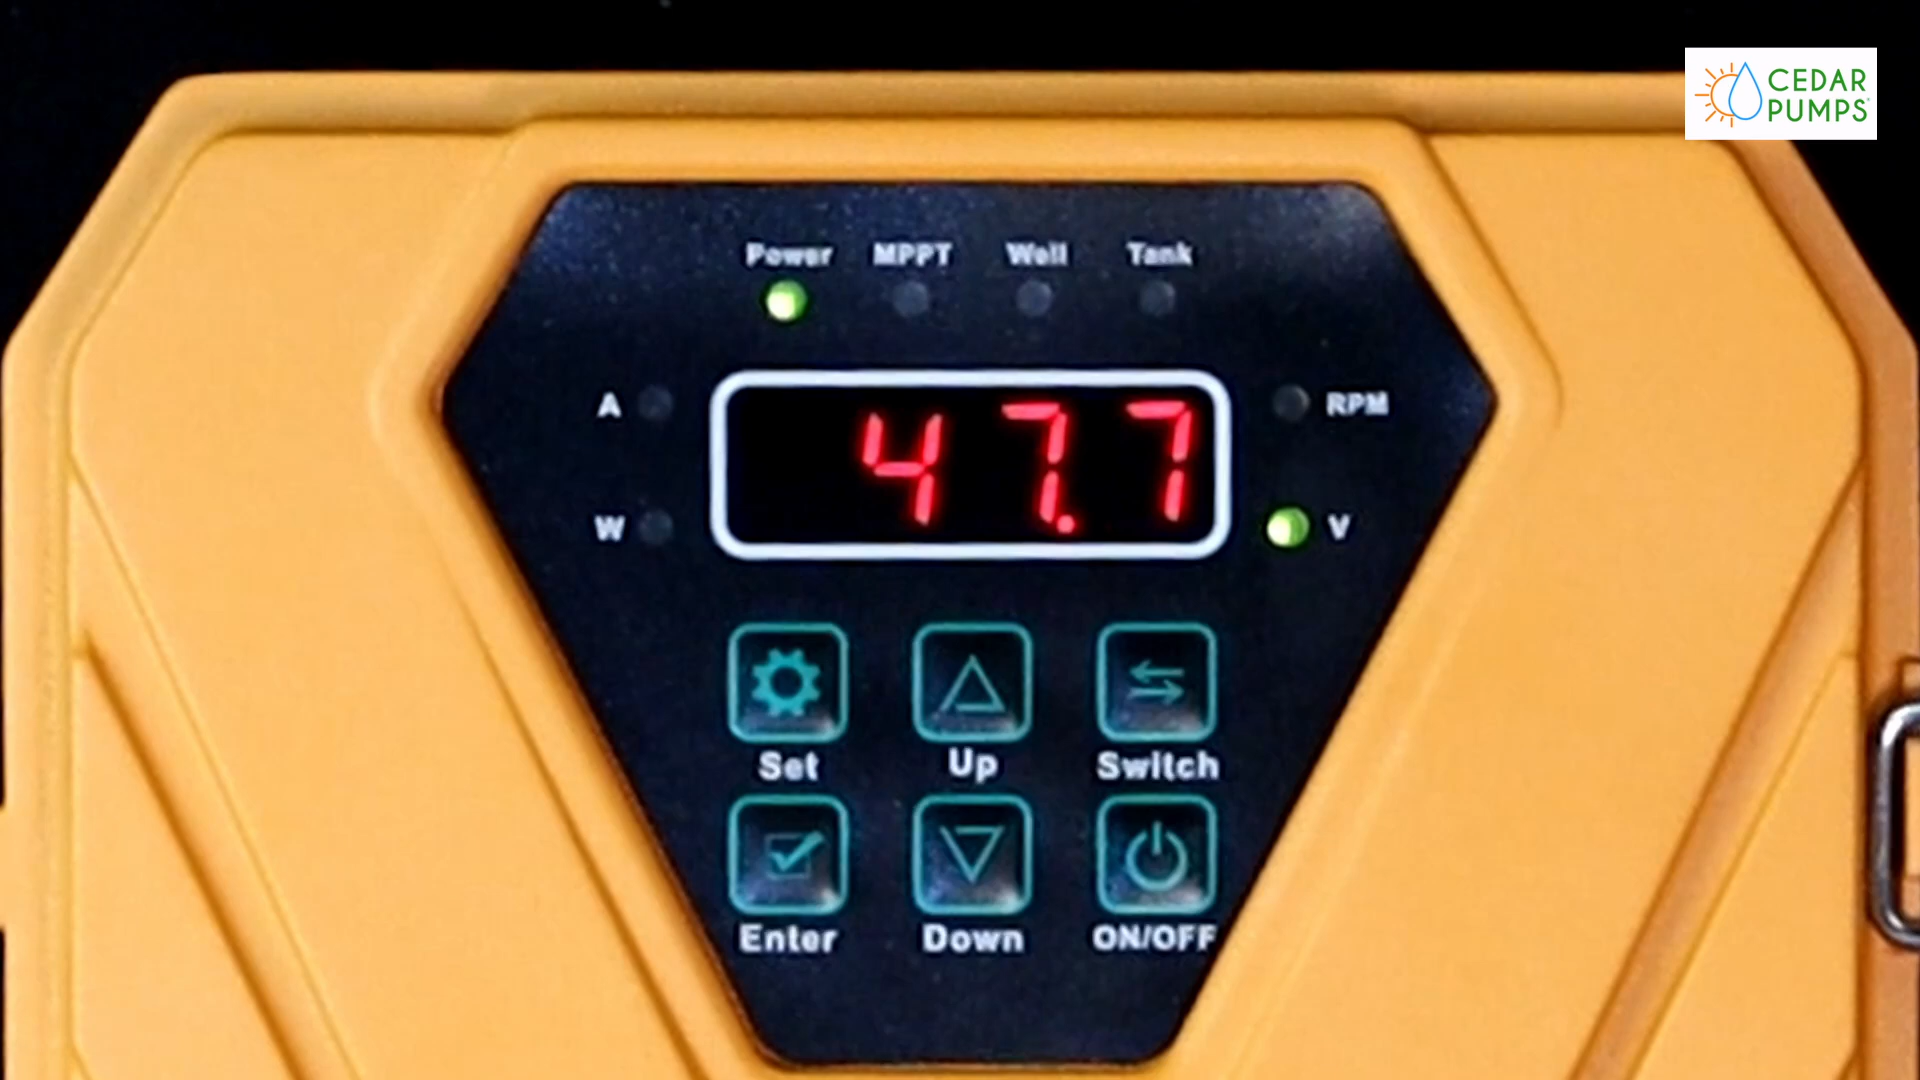 CEDAR
PUMPS
Power MPPT Well Tank
A RPM
47.7
W V
Set Up Switch
Enter Down ON/OFF